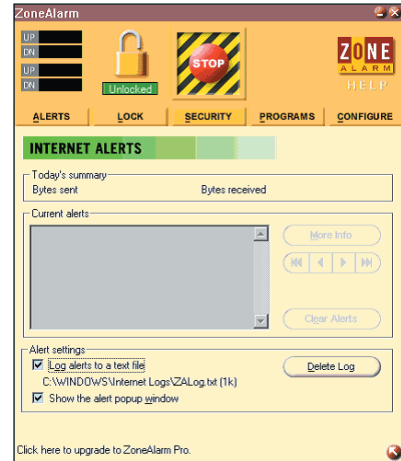 ZoneAlarm
UP
DN
UP
DN
Unlocked
STOP
ZONE
ALARM
HELP
ALERTS LOCK SECURITY PROGRAMS CONFIGURE
INTERNET ALERTS
Today's summary
Bytes sent Bytes received
Current alerts
More Info
Clear Alerts
Alert settings
Log alerts to a text file
Delete Log
C:\WINDOWS\Internet Logs\ZALog.txt (1k)
Show the alert popup window
Click here to upgrade to ZoneAlarm Pro.